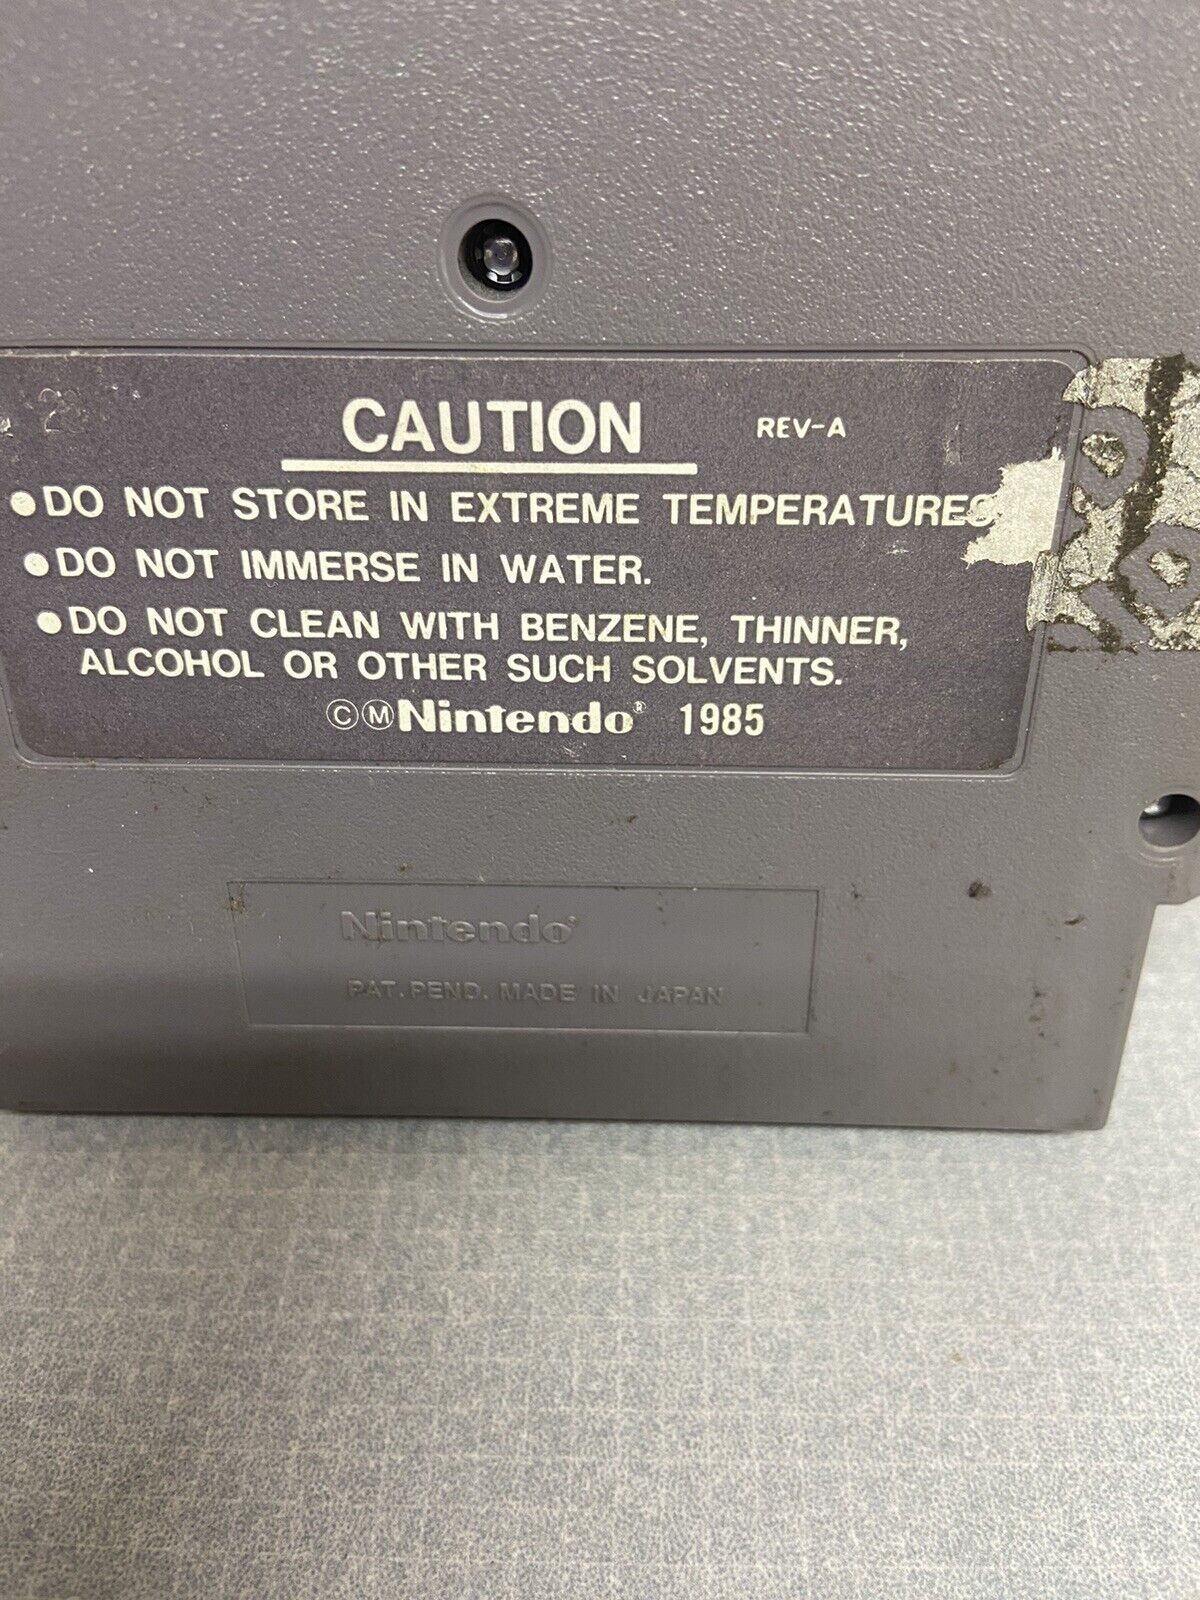 CAUTION REV-A
●DO NOT STORE IN EXTREME TEMPERATURES
●DO NOT IMMERSE IN WATER.
●DO NOT CLEAN WITH BENZENE, THINNER,
ALCOHOL OR OTHER SUCH SOLVENTS.
©ⓂNintendo® 1985
Nintendo®
PAT. PEND. MADE IN JAPAN